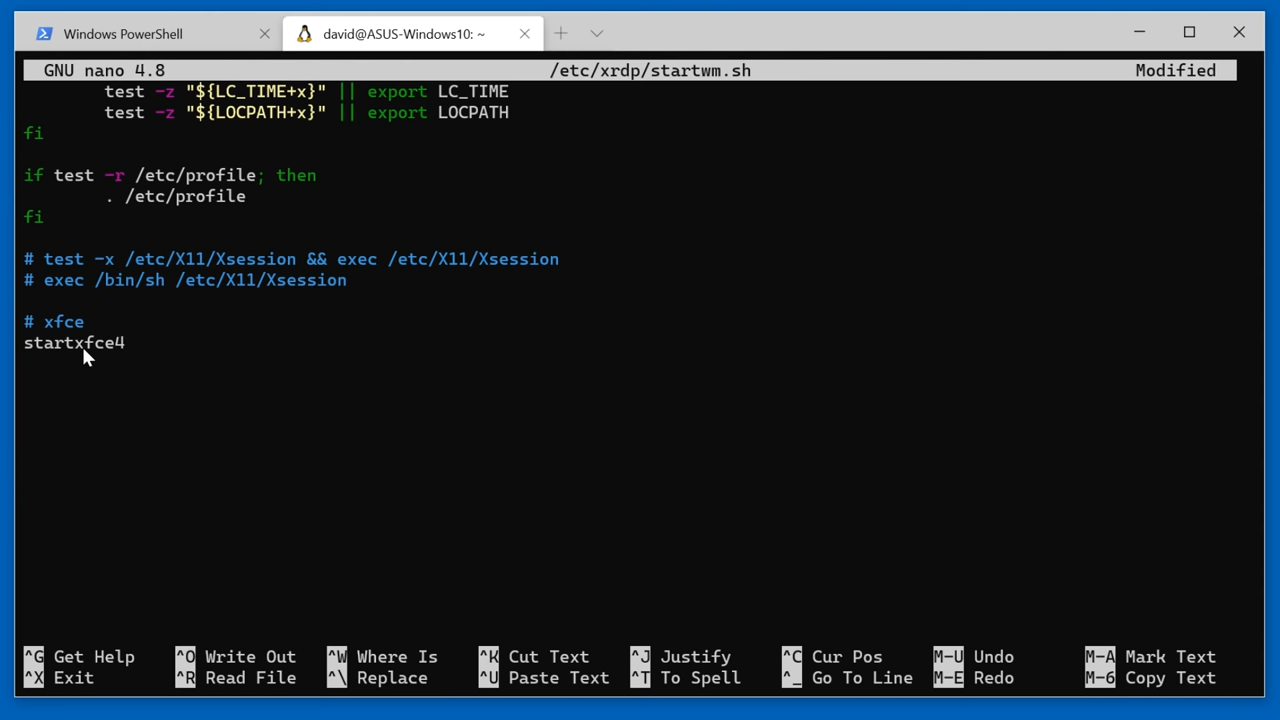 Windows PowerShell
david@ASUS-Windows10: ~
GNU nano 4.8 /etc/xrdp/startwm.sh Modified
test -z "${LC_TIME+x}" || export LC_TIME
test -z "${LOCPATH+x}" || export LOCPATH
fi
if test -r /etc/profile; then
. /etc/profile
fi
# test -x /etc/X11/Xsession && exec /etc/X11/Xsession
# exec /bin/sh /etc/X11/Xsession
# xfce
startxfce4
^G Get Help ^O Write Out ^W Where Is ^K Cut Text ^J Justify ^C Cur Pos M-U Undo M-A Mark Text
^X Exit ^R Read File ^\ Replace ^U Paste Text ^T To Spell ^_ Go To Line M-E Redo M-6 Copy Text